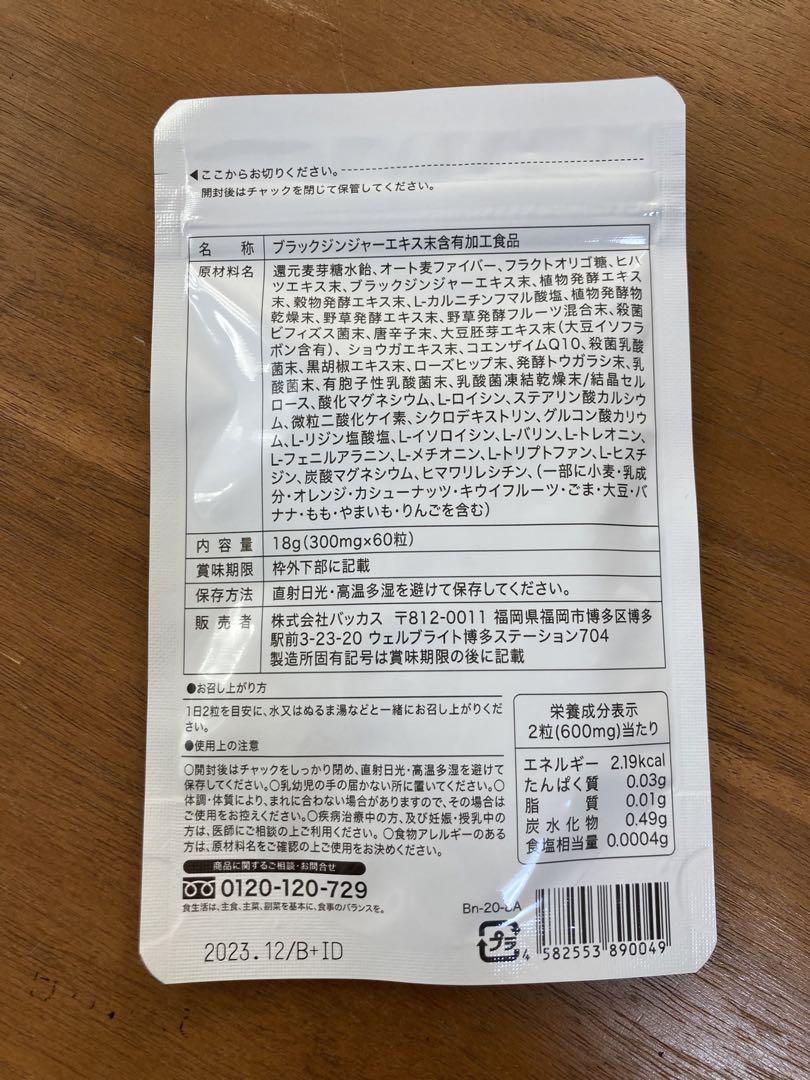 ◀ここからお切りください。
開封後はチャックを閉じて保管してください。
名称 ブラックジンジャーエキス末含有加工食品
原材料名 還元麦芽糖水飴、オート麦ファイバー、フラクトオリゴ糖、ヒハ
ツエキス末、ブラックジンジャーエキス末、植物発酵エキス
末、穀物発酵エキス末、L-カルニチンフマル酸塩、植物発酵物
乾燥末、野草発酵エキス末、野草発酵フルーツ混合末、殺菌
ビフィズス菌末、唐辛子末、大豆胚芽エキス末(大豆イソフラ
ボン含有)、ショウガエキス末、コエンザイムQ10、殺菌乳酸
菌末、黒胡椒エキス末、ローズヒップ末、発酵トウガラシ末、乳
酸菌末、有胞子性乳酸菌末、乳酸菌凍結乾燥末/結晶セル
ロース、酸化マグネシウム、L-ロイシン、ステアリン酸カルシウ
ム、微粒二酸化ケイ素、シクロデキストリン、グルコン酸カリウ
ム、L-リジン塩酸塩、L-イソロイシン、L-バリン、L-トレオニン、
L-フェニルアラニン、L-メチオニン、L-トリプトファン、L-ヒスチ
ジン、炭酸マグネシウム、ヒマワリレシチン、(一部に小麦・乳成
分・オレンジ・カシューナッツ・キウイフルーツ・ごま・大豆・バ
ナナ・もも・やまいも・りんごを含む)
内容量 18g(300mg×60粒)
賞味期限 枠外下部に記載
保存方法 直射日光・高温多湿を避けて保存してください。
販売者 株式会社バッカス 〒812-0011 福岡県福岡市博多区博多
駅前3-23-20 ウェルブライト博多ステーション704
製造所固有記号は賞味期限の後に記載
●お召し上がり方
1日2粒を目安に、水又はぬるま湯などと一緒にお召し上がりくだ
さい。
●使用上の注意
○開封後はチャックをしっかり閉め、直射日光・高温多湿を避けて
保存してください。○乳幼児の手の届かない所に置いてください。○
体調・体質により、まれに合わない場合がありますので、その場合は
ご使用をお控えください。○疾病治療中の方、及び妊娠・授乳中の
方は、医師にご相談の上ご利用ください。○食物アレルギーのある
方は、原材料名をご確認の上ご使用をお決めください。
商品に関するご相談・お問合せ
0120-120-729
食生活は、主食、主菜、副菜を基本に、食事のバランスを。
2023.12/B+ID
栄養成分表示
2粒(600mg)当たり
エネルギー 2.19kcal
たんぱく質 0.03g
脂質 0.01g
炭水化物 0.49g
食塩相当量 0.0004g
Bn-20-8A
プラ
4 582553 890049